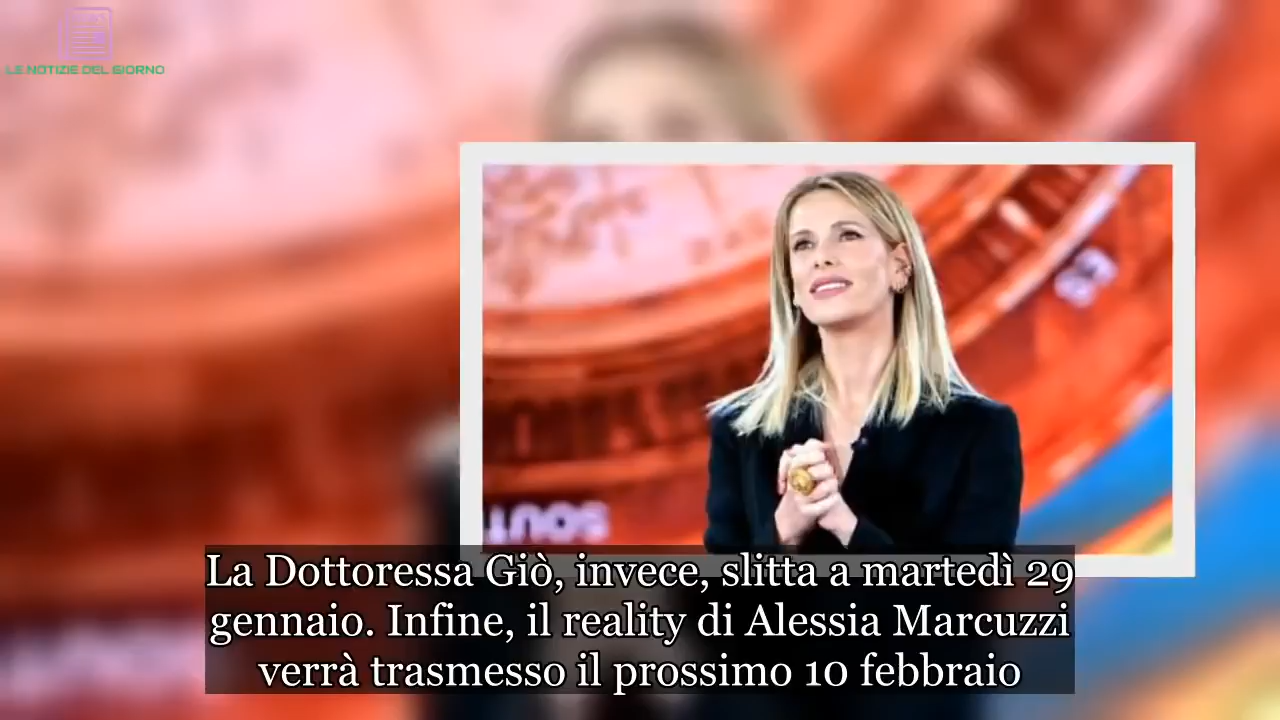 LE NOTIZIE DEL GIORNO
SOUT
La Dottoressa Giò, invece, slitta a martedì 29
gennaio. Infine, il reality di Alessia Marcuzzi
verrà trasmesso il prossimo 10 febbraio